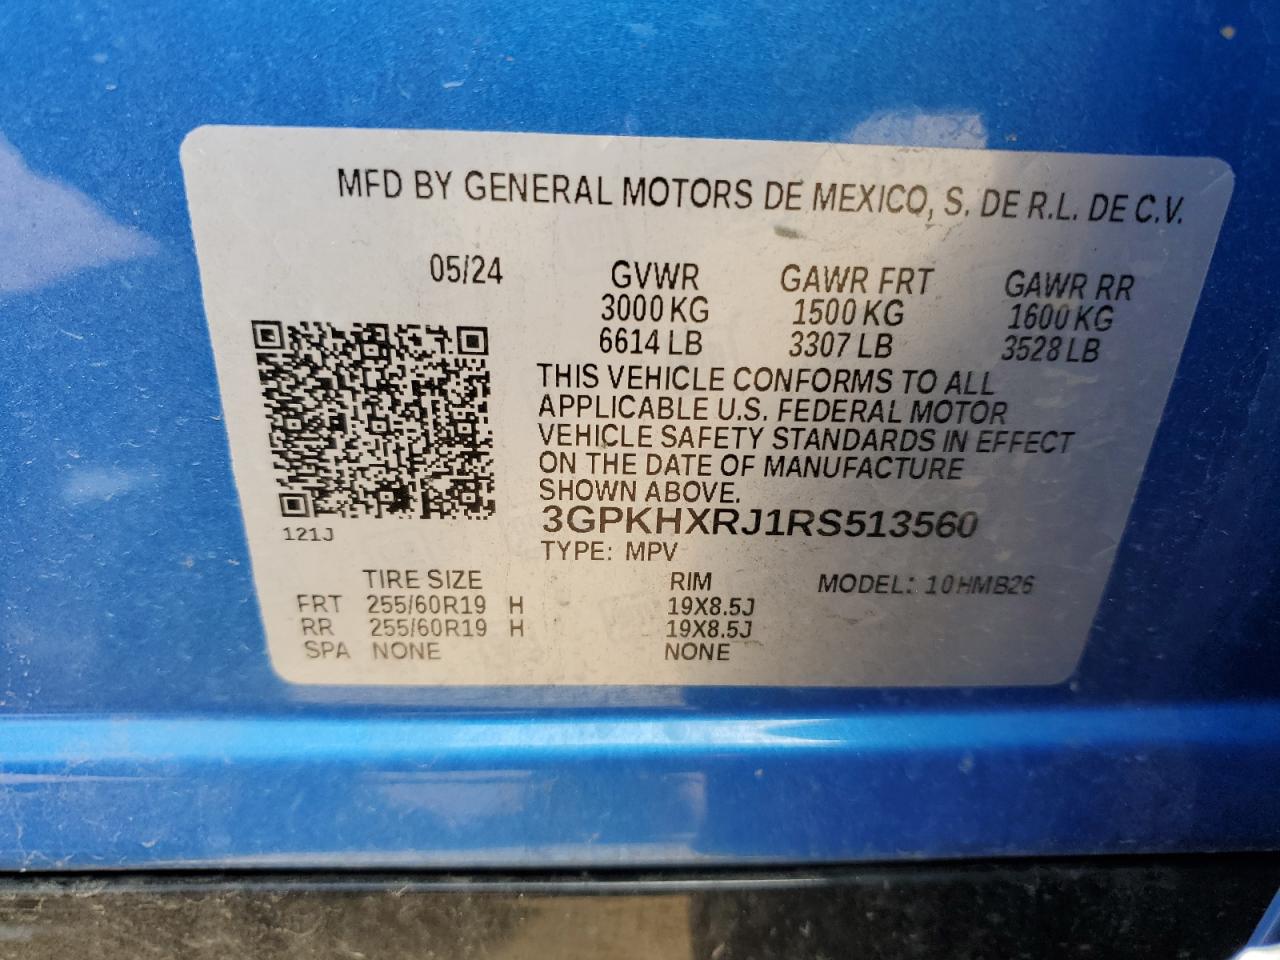 MFD BY GENERAL MOTORS DE MEXICO, S. DE R.L. DE C.V.
05/24 GVWR GAWR FRT GAWR RR
3000 KG 1500 KG 1600 KG
6614 LB 3307 LB 3528 LB
THIS VEHICLE CONFORMS TO ALL
APPLICABLE U.S. FEDERAL MOTOR
VEHICLE SAFETY STANDARDS IN EFFECT
ON THE DATE OF MANUFACTURE
SHOWN ABOVE.
3GPKHXRJ1RS513560
121J
TYPE: MPV
TIRE SIZE RIM MODEL: 10HMB26
FRT 255/60R19 H 19X8.5J
RR 255/60R19 H 19X8.5J
SPA NONE NONE